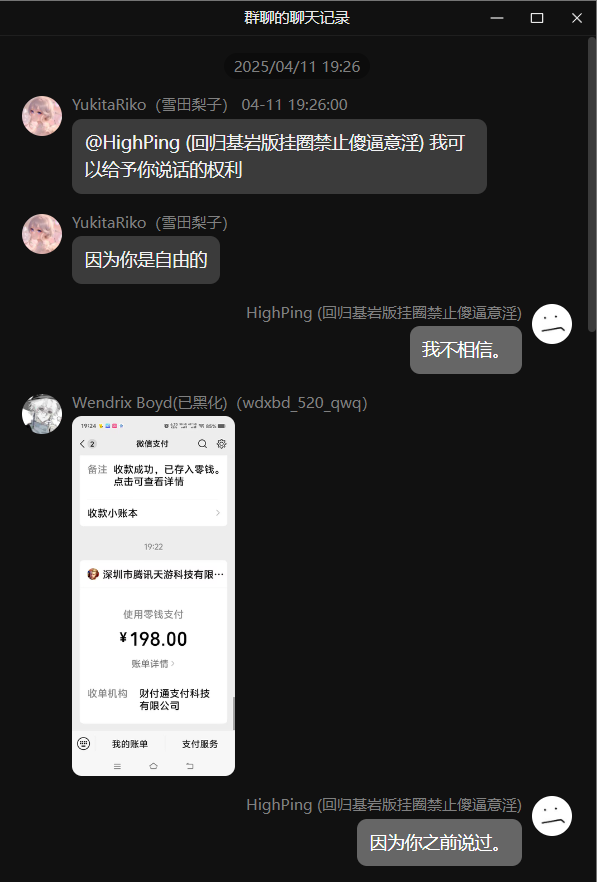 群聊的聊天记录
2025/04/11 19:26
YukitaRiko（雪田梨子） 04-11 19:26:00
@HighPing (回归基岩版挂圈禁止傻逼意淫) 我可
以给予你说话的权利
YukitaRiko（雪田梨子）
因为你是自由的
HighPing (回归基岩版挂圈禁止傻逼意淫)
我不相信。
Wendrix Boyd(已黑化)（wdxbd_520_qwq）
19:24
85%
2
微信支付
备注 收款成功，已存入零钱。
点击可查看详情
收款小账本
19:22
深圳市腾讯天游科技有限…
使用零钱支付
¥198.00
账单详情
收单机构 财付通支付科技
有限公司
我的账单 支付服务
HighPing (回归基岩版挂圈禁止傻逼意淫)
因为你之前说过。